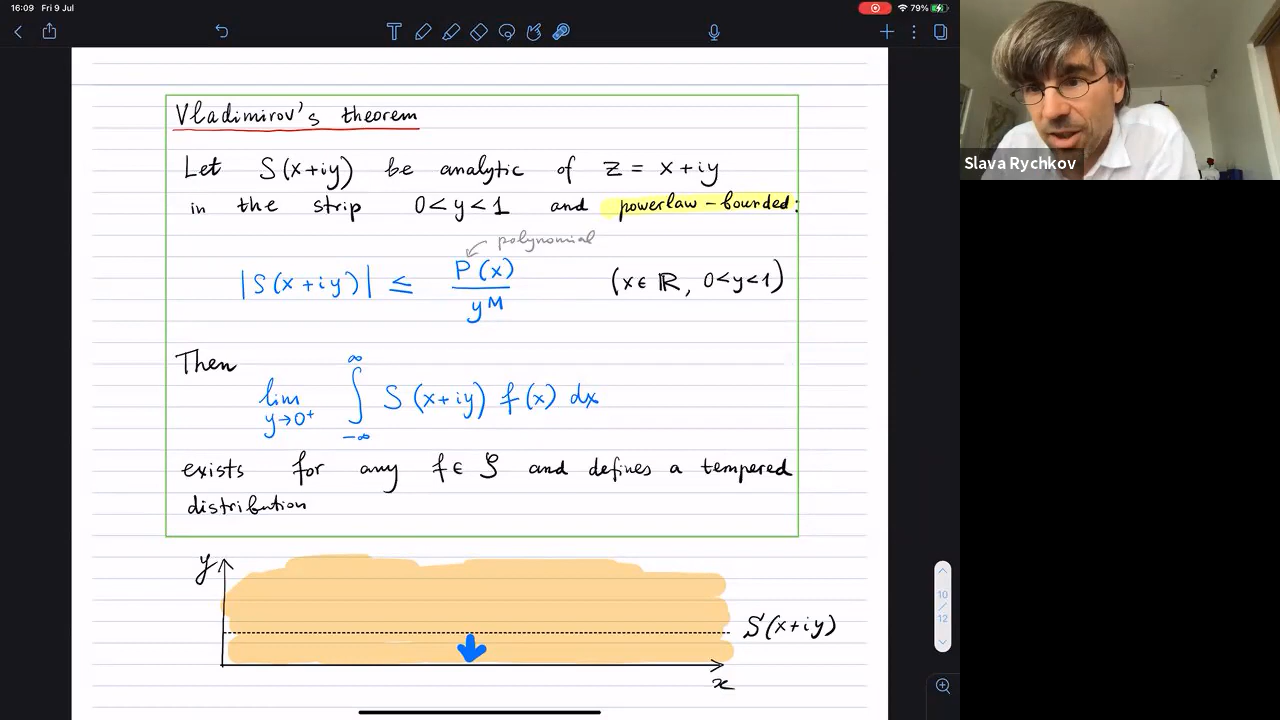 16:09 Fri 9 Jul
79%
Vladimirov's theorem
Let S(x+iy) be analytic of z = x+iy
in the strip 0<y<1 and powerlaw-bounded:
polynomial
|S(x+iy)| ≤ P(x)/y^M (x∈ℝ, 0<y<1)
Then
lim y→0⁺ ∫_{-∞}^{∞} S(x+iy) f(x) dx
exists for any f∈ S and defines a tempered
distribution
y
S(x+iy)
x
10
/
12
Slava Rychkov